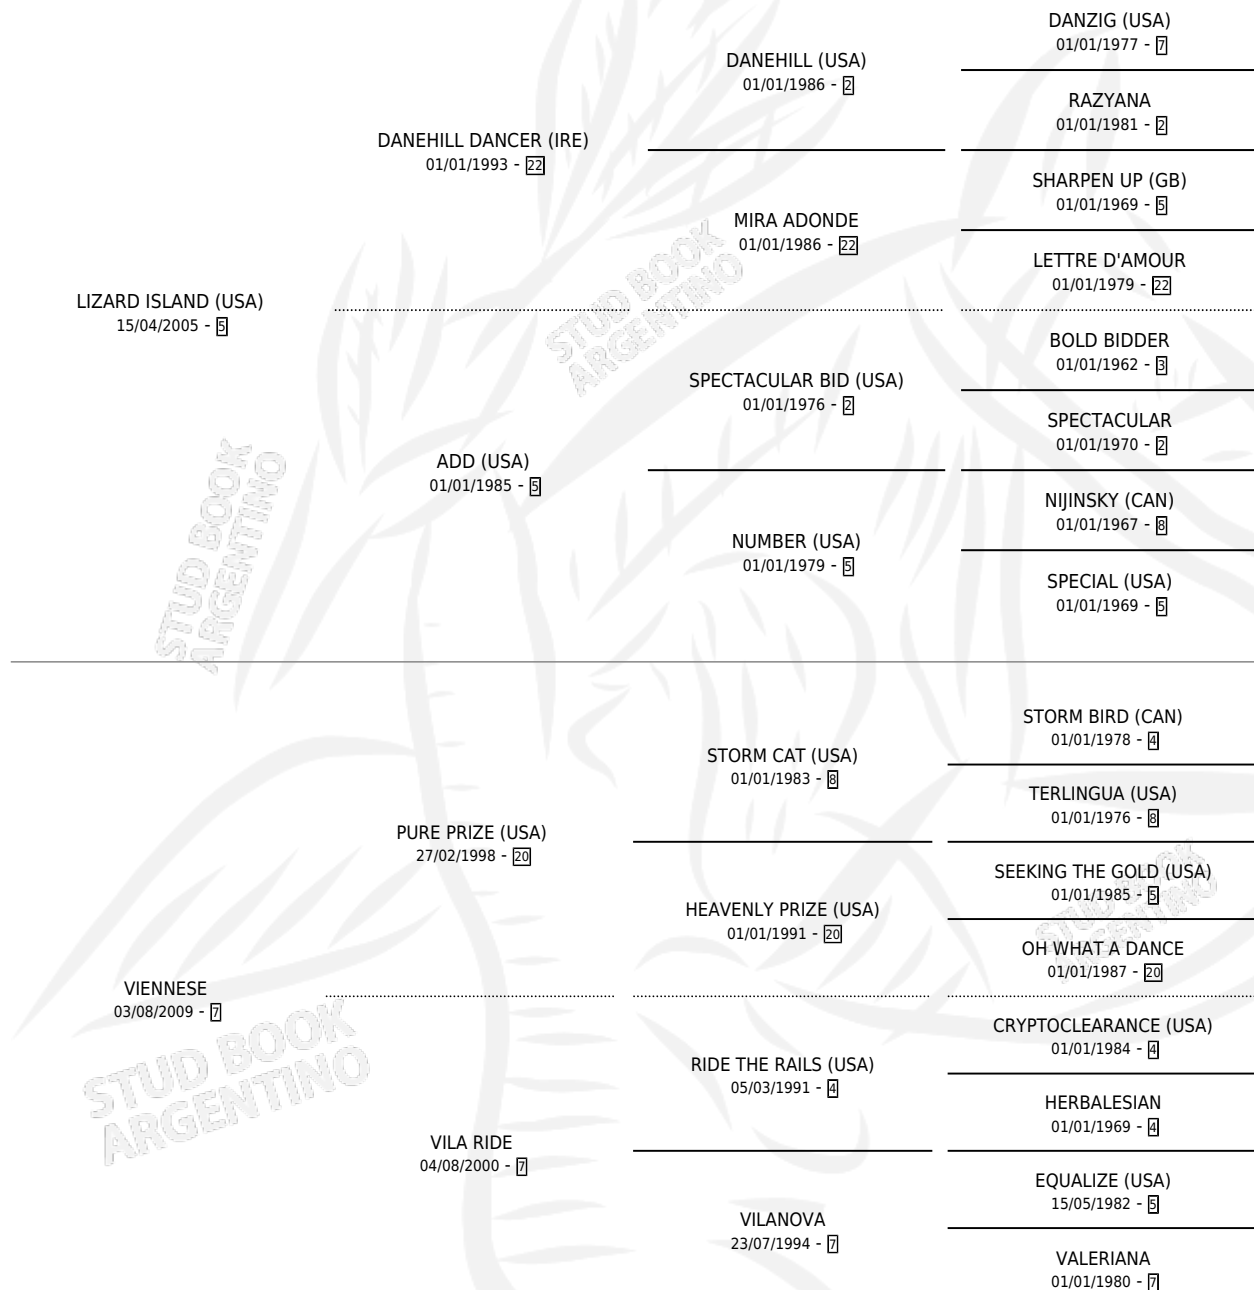 DANZIG (USA)
01/01/1977 - 7
DANEHILL (USA)
01/01/1986 - 2
RAZYANA
01/01/1981 - 2
DANEHILL DANCER (IRE)
01/01/1993 - 22
SHARPEN UP (GB)
01/01/1969 - 5
MIRA ADONDE
01/01/1986 - 22
LETTRE D'AMOUR
01/01/1979 - 22
LIZARD ISLAND (USA)
15/04/2005 - 5
STUD BOOK
ARGENTINO
BOLD BIDDER
01/01/1962 - 3
SPECTACULAR BID (USA)
01/01/1976 - 2
SPECTACULAR
01/01/1970 - 2
ADD (USA)
01/01/1985 - 5
NIJINSKY (CAN)
01/01/1967 - 8
NUMBER (USA)
01/01/1979 - 5
SPECIAL (USA)
01/01/1969 - 5
STUD BOOK
ARGENTINO
STORM BIRD (CAN)
01/01/1978 - 4
STORM CAT (USA)
01/01/1983 - 8
TERLINGUA (USA)
01/01/1976 - 8
PURE PRIZE (USA)
27/02/1998 - 20
SEEKING THE GOLD (USA)
01/01/1985 - 5
HEAVENLY PRIZE (USA)
01/01/1991 - 20
STUD BOOK
ARGENTINO
OH WHAT A DANCE
01/01/1987 - 20
VIENNESE
03/08/2009 - 7
CRYPTOCLEARANCE (USA)
01/01/1984 - 4
RIDE THE RAILS (USA)
05/03/1991 - 4
HERBALESIAN
01/01/1969 - 4
STUD BOOK
ARGENTINO
VILA RIDE
04/08/2000 - 7
EQUALIZE (USA)
15/05/1982 - 5
VILANOVA
23/07/1994 - 7
VALERIANA
01/01/1980 - 7